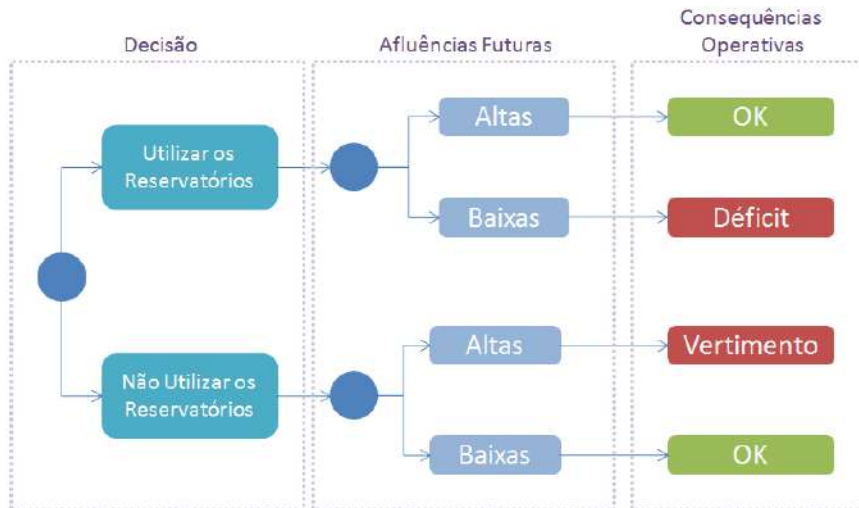 Decisão
Afluências Futuras
Consequências
Operativas
Utilizar os
Reservatórios
Altas
OK
Baixas
Déficit
Não Utilizar os
Reservatórios
Altas
Vertimento
Baixas
OK